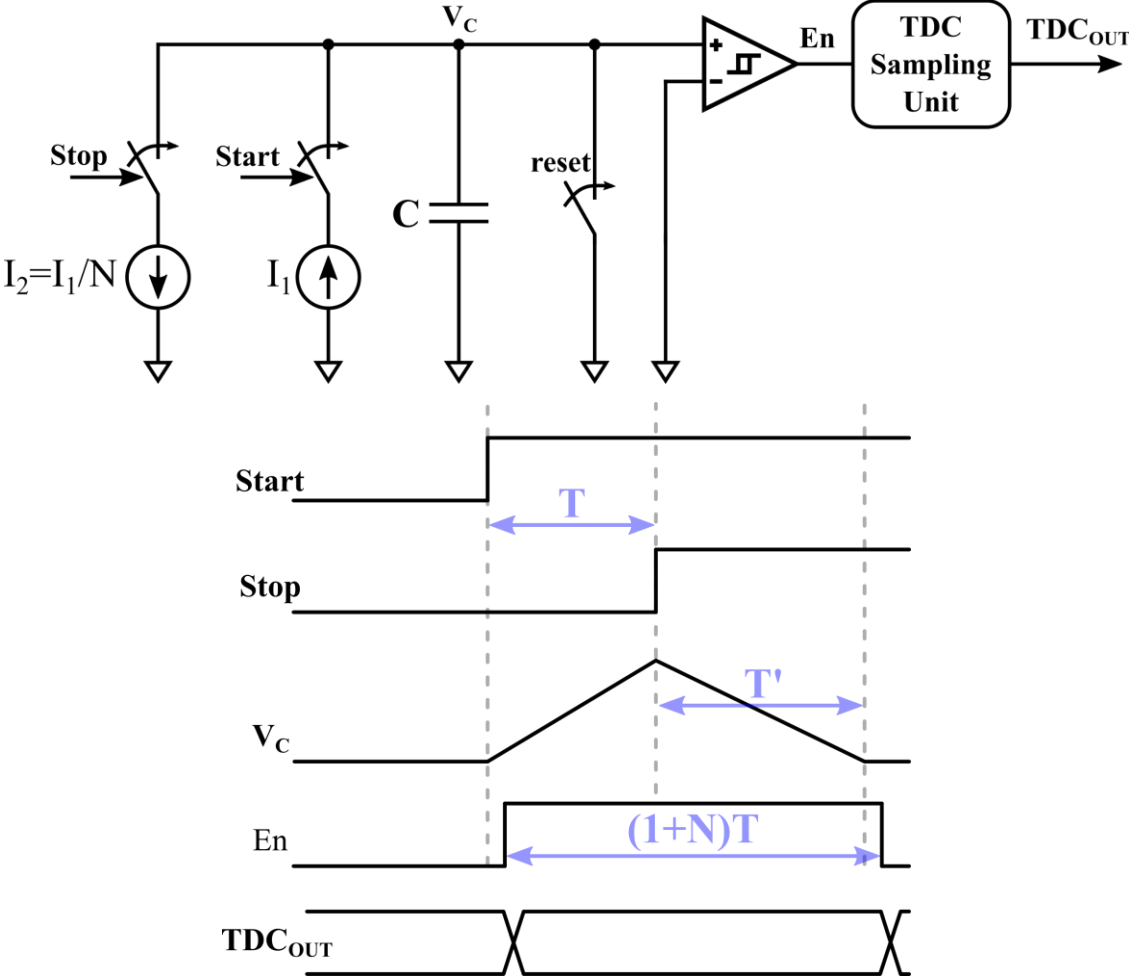 V_C
En
TDC
Sampling
Unit
TDC_OUT
+
-
Stop
Start
reset
C
I_2=I_1/N
I_1
Start
T
Stop
V_C
T'
En
(1+N)T
TDC_OUT